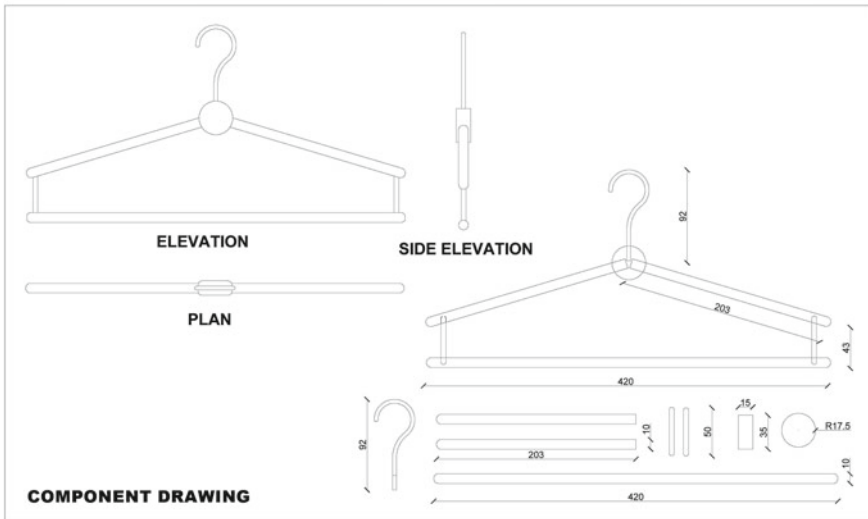 ELEVATION
SIDE ELEVATION
PLAN
92
203
43
420
92
203
10
50
15
35
R17.5
10
420
COMPONENT DRAWING